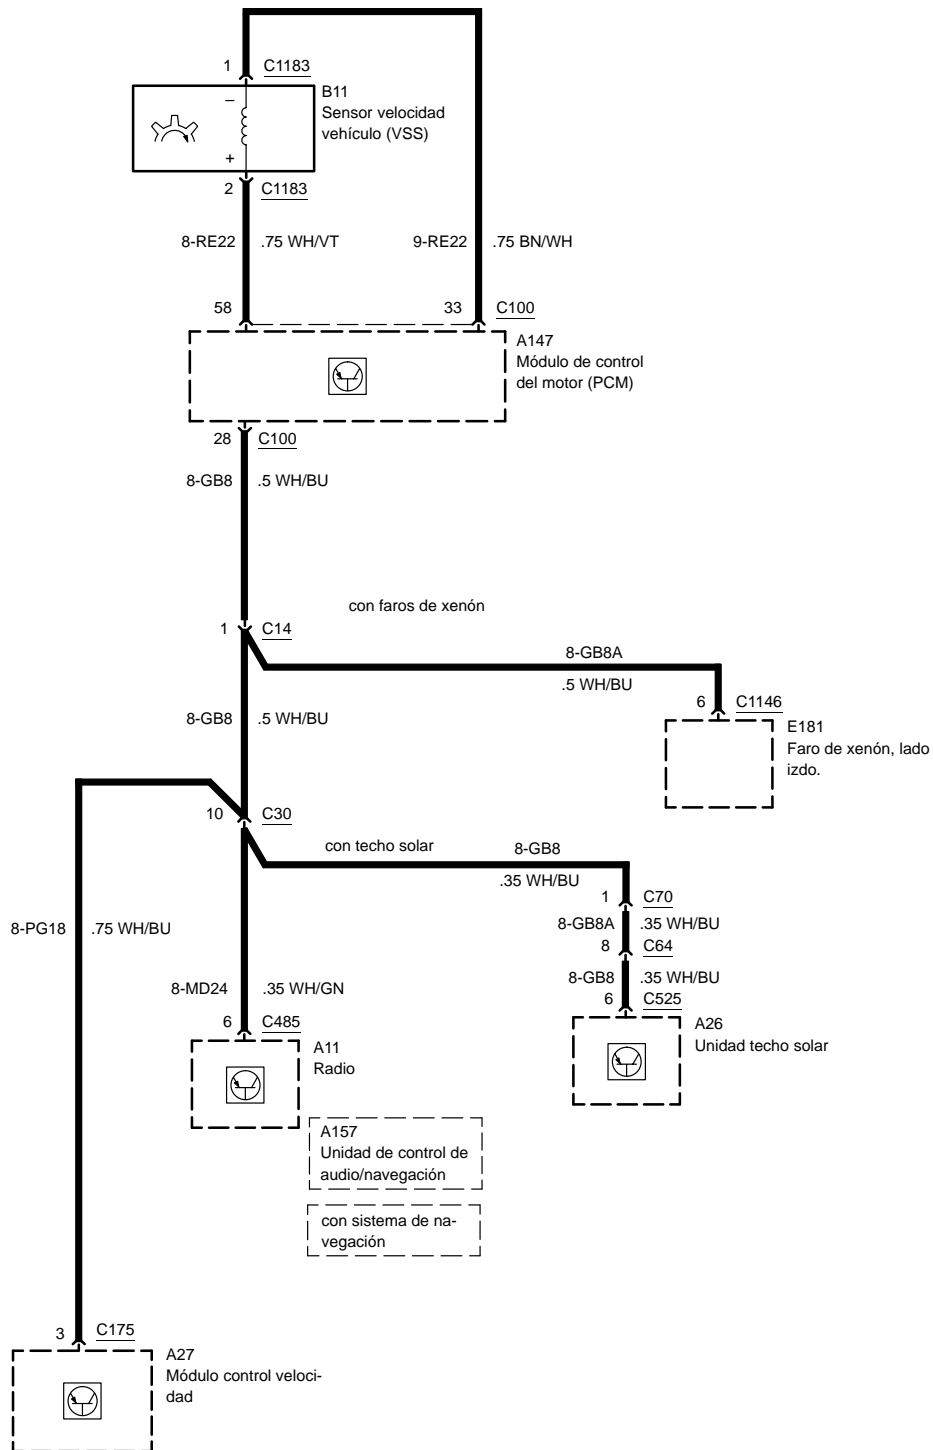 1 C1183
B11
Sensor velocidad
vehículo (VSS)
–
+
2 C1183
8-RE22 .75 WH/VT 9-RE22 .75 BN/WH
58 33 C100
A147
Módulo de control
del motor (PCM)
28 C100
8-GB8 .5 WH/BU
con faros de xenón
1 C14
8-GB8A
.5 WH/BU
6 C1146
8-GB8 .5 WH/BU
E181
Faro de xenón, lado
izdo.
10 C30
con techo solar 8-GB8
.35 WH/BU
1 C70
8-PG18 .75 WH/BU
8-GB8A .35 WH/BU
8 C64
8-GB8 .35 WH/BU
8-MD24 .35 WH/GN
6 C525
6 C485
A26
Unidad techo solar
A11
Radio
A157
Unidad de control de
audio/navegación
con sistema de na-
vegación
3 C175
A27
Módulo control veloci-
dad